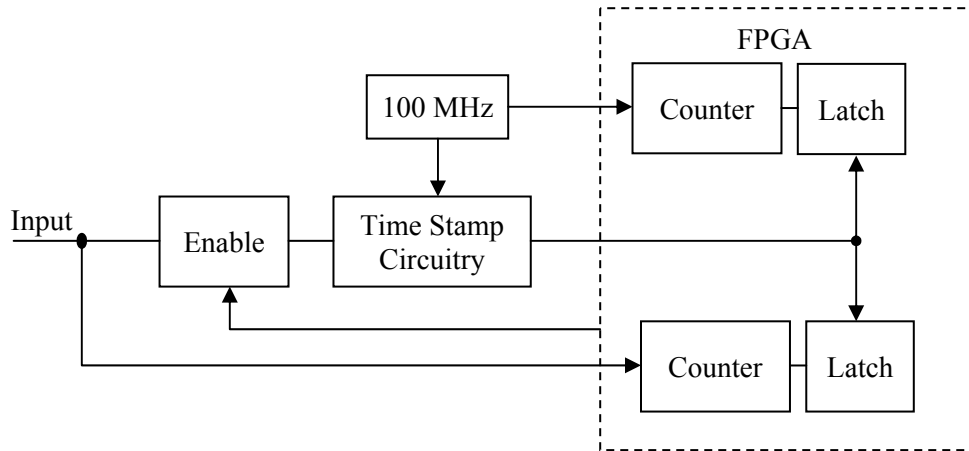 FPGA
100 MHz
Counter
Latch
Input
Enable
Time Stamp
Circuitry
Counter
Latch